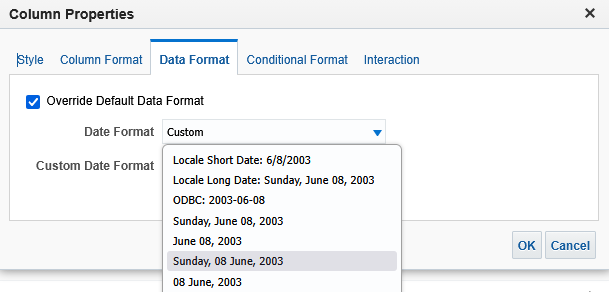 Column Properties
Style Column Format Data Format Conditional Format Interaction
Override Default Data Format
Date Format Custom
Custom Date Format
Locale Short Date: 6/8/2003
Locale Long Date: Sunday, June 08, 2003
ODBC: 2003-06-08
Sunday, June 08, 2003
June 08, 2003
Sunday, 08 June, 2003
08 June, 2003
OK Cancel